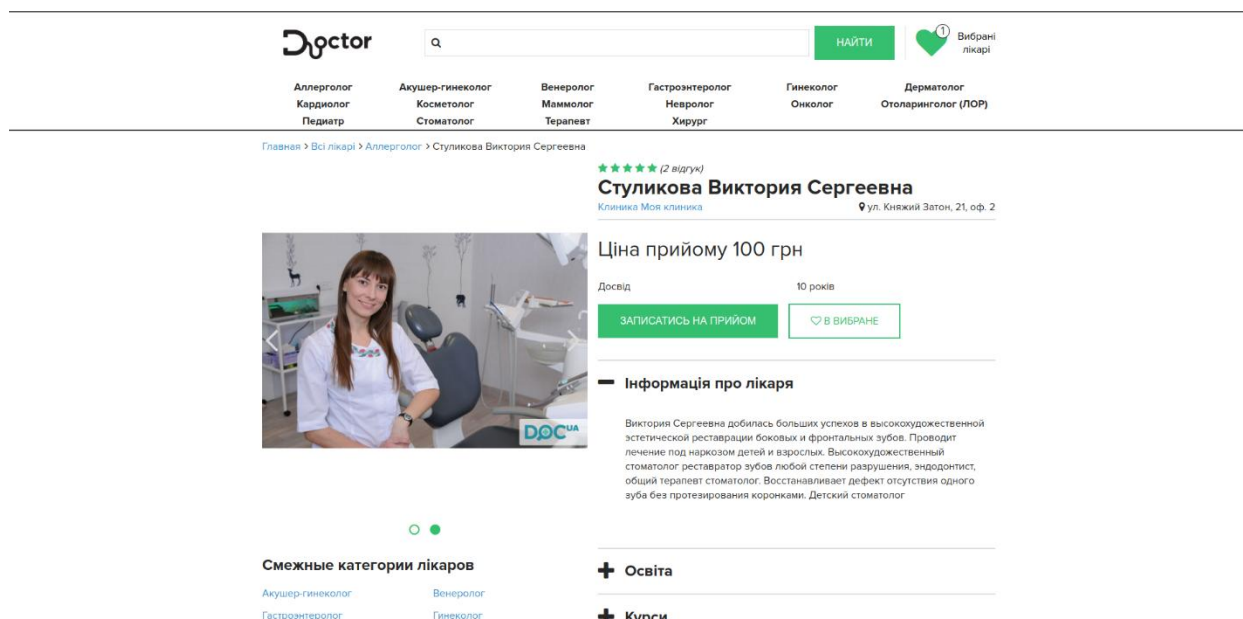 Doctor
НАЙТИ
1
Вибрані
лікарі
Аллерголог Акушер-гинеколог Венеролог Гастроэнтеролог Гинеколог Дерматолог
Кардиолог Косметолог Маммолог Невролог Онколог Отоларинголог (ЛОР)
Педиатр Стоматолог Терапевт Хирург
Главная > Всі лікарі > Аллерголог > Стуликова Виктория Сергеевна
(2 відгук)
Стуликова Виктория Сергеевна
Клиника Моя клиника ул. Княжий Затон, 21, оф. 2
Ціна прийому 100 грн
Досвід 10 років
ЗАПИСАТИСЬ НА ПРИЙОМ В ВИБРАНЕ
Інформація про лікаря
Виктория Сергеевна добилась больших успехов в высокохудожественной
эстетической реставрации боковых и фронтальных зубов. Проводит
лечение под наркозом детей и взрослых. Высокохудожественный
стоматолог реставратор зубов любой степени разрушения, эндодонтист,
общий терапевт стоматолог. Восстанавливает дефект отсутствия одного
зуба без протезирования коронками. Детский стоматолог
DOC UA
Смежные категории лікаров
Акушер-гинеколог Венеролог
Гастроэнтеролог Гинеколог
Освіта
Курси